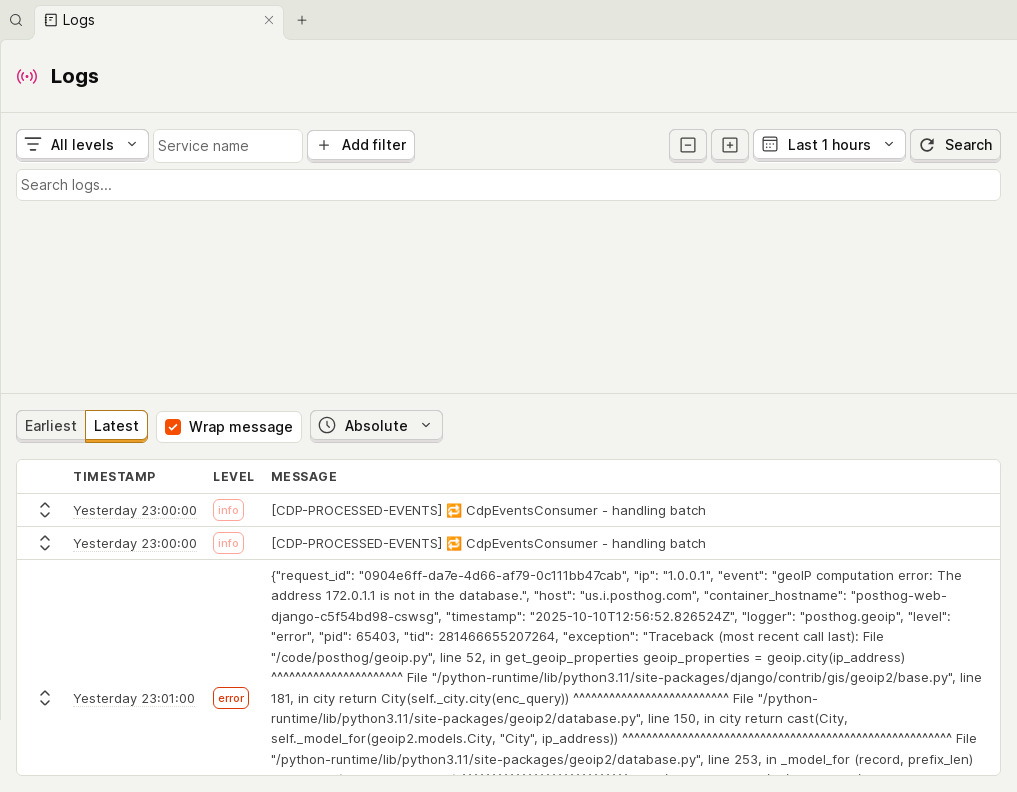 Logs
Logs
All levels
Service name
Add filter
Last 1 hours
Search
Search logs...
Earliest
Latest
Wrap message
Absolute
TIMESTAMP LEVEL MESSAGE
Yesterday 23:00:00 info [CDP-PROCESSED-EVENTS] 🔁 CdpEventsConsumer - handling batch
Yesterday 23:00:00 info [CDP-PROCESSED-EVENTS] 🔁 CdpEventsConsumer - handling batch
Yesterday 23:01:00 error
{"request_id": "0904e6ff-da7e-4d66-af79-0c111bb47cab", "ip": "1.0.0.1", "event": "geoIP computation error: The
address 172.0.1.1 is not in the database.", "host": "us.i.posthog.com", "container_hostname": "posthog-web-
django-c5f54bd98-cswsg", "timestamp": "2025-10-10T12:56:52.826524Z", "logger": "posthog.geoip", "level":
"error", "pid": 65403, "tid": 281466655207264, "exception": "Traceback (most recent call last): File
"/code/posthog/geoip.py", line 52, in get_geoip_properties geoip_properties = geoip.city(ip_address)
^^^^^^^^^^^^^^^^^^^^^^ File "/python-runtime/lib/python3.11/site-packages/django/contrib/gis/geoip2/base.py", line
181, in city return City(self._city.city(enc_query)) ^^^^^^^^^^^^^^^^^^^^^^^^^^ File "/python-
runtime/lib/python3.11/site-packages/geoip2/database.py", line 150, in city return cast(City,
self._model_for(geoip2.models.City, "City", ip_address)) ^^^^^^^^^^^^^^^^^^^^^^^^^^^^^^^^^^^^^^^^^^^^^^^^^^^^^^^ File
"/python-runtime/lib/python3.11/site-packages/geoip2/database.py", line 253, in _model_for (record, prefix_len)